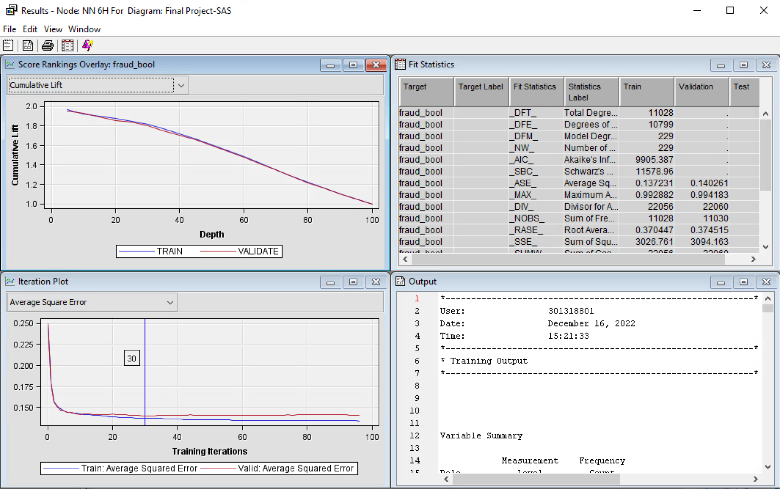 Results - Node: NN 6H For Diagram: Final Project-SAS
File Edit View Window
Score Rankings Overlay: fraud_bool
Cumulative Lift
2.0
1.8
1.6
1.4
1.2
1.0
Cumulative Lift
0 20 40 60 80 100
Depth
TRAIN VALIDATE
Fit Statistics
Target Target Label Fit Statistics Statistics Label Train Validation Test
fraud_bool _DFT_ Total Degre... 11028 .
fraud_bool _DFE_ Degrees of ... 10799 .
fraud_bool _DFM_ Model Degr... 229 .
fraud_bool _NW_ Number of ... 229 .
fraud_bool _AIC_ Akaike's Inf... 9905.387 .
fraud_bool _SBC_ Schwarz's ... 11578.96 .
fraud_bool _ASE_ Average Sq... 0.137231 0.140261
fraud_bool _MAX_ Maximum A... 0.992882 0.994183
fraud_bool _DIV_ Divisor for A... 22056 22060
fraud_bool _NOBS_ Sum of Fre... 11028 11030
fraud_bool _RASE_ Root Avera... 0.370447 0.374515
fraud_bool _SSE_ Sum of Squ... 3026.761 3094.163
Iteration Plot
Average Square Error
0.250
0.225
0.200
0.175
0.150
30
0 20 40 60 80 100
Training Iterations
Train: Average Squared Error Valid: Average Squared Error
Output
1 *------------------------------------------------------------*
2 User: 301318801
3 Date: December 16, 2022
4 Time: 15:21:33
5 *------------------------------------------------------------*
6 * Training Output
7 *------------------------------------------------------------*
8
9
10
11
12 Variable Summary
13
14 Measurement Frequency
15 Role Level Count